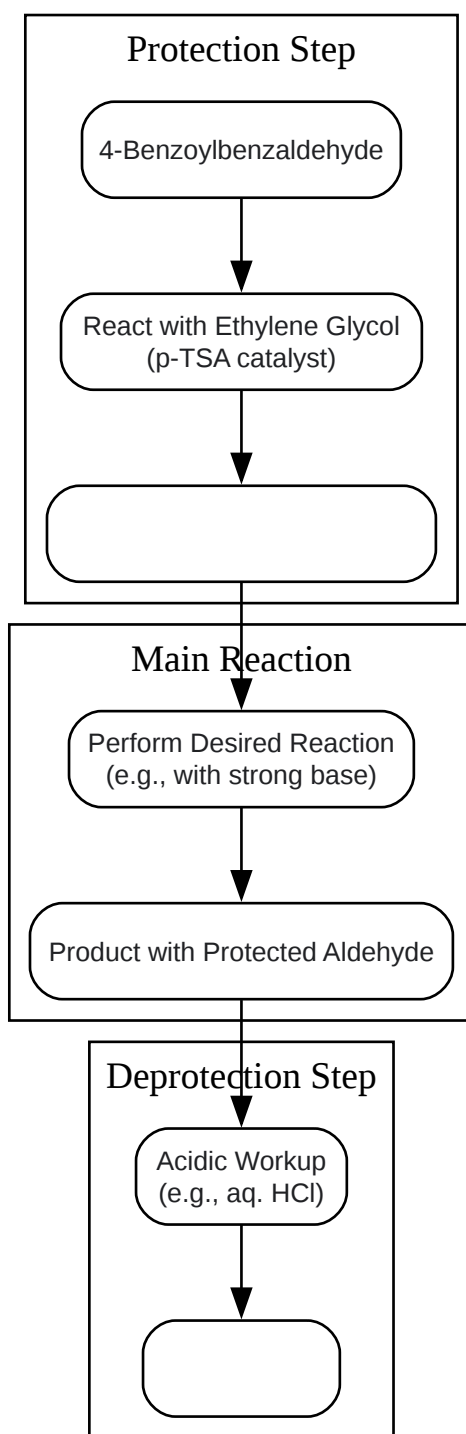 Protection Step
4-Benzoylbenzaldehyde
React with Ethylene Glycol
(p-TSA catalyst)
Main Reaction
Perform Desired Reaction
(e.g., with strong base)
Product with Protected Aldehyde
Deprotection Step
Acidic Workup
(e.g., aq. HCl)